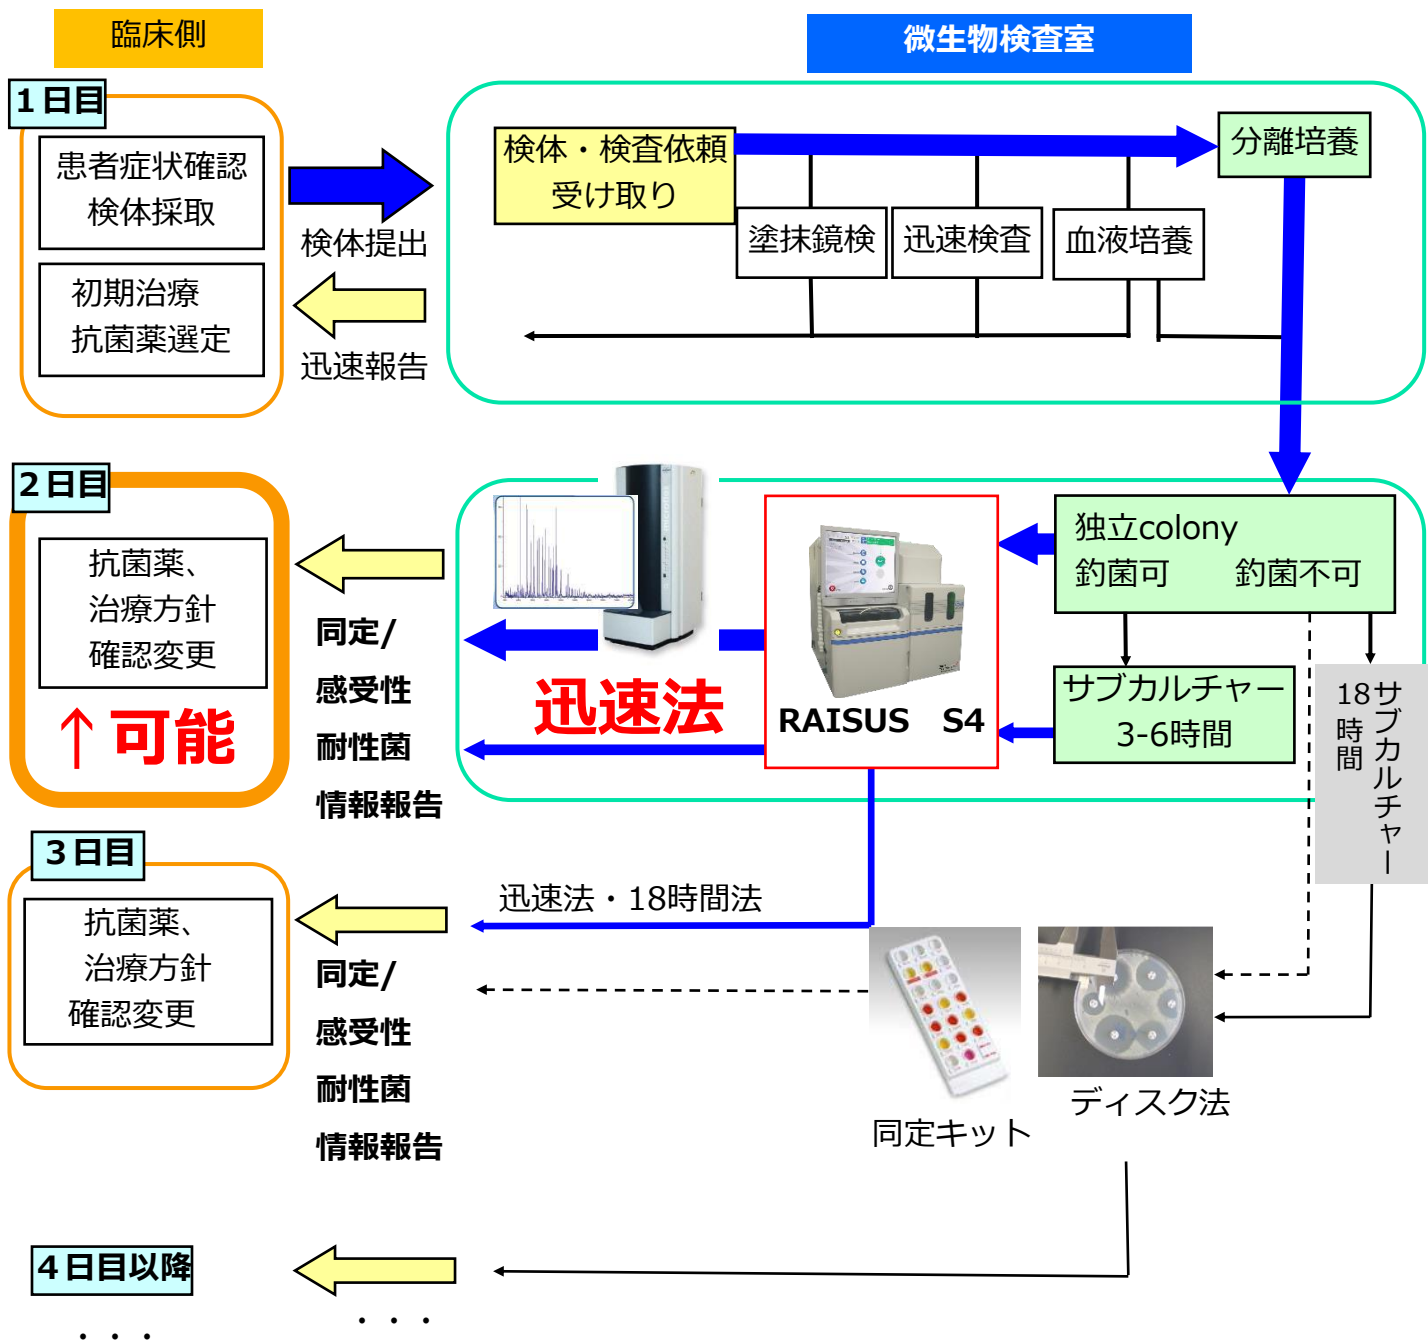 臨床側
微生物検査室
1日目
患者症状確認
検体採取
初期治療
抗菌薬選定
検体提出
迅速報告
検体・検査依頼
受け取り
塗抹鏡検
迅速検査
血液培養
分離培養
2日目
抗菌薬、
治療方針
確認変更
↑可能
同定/
感受性
耐性菌
情報報告
迅速法
RAISUS S4
独立colony
釣菌可 釣菌不可
サブカルチャー
3-6時間
サブカルチャー
18時間
3日目
抗菌薬、
治療方針
確認変更
同定/
感受性
耐性菌
情報報告
迅速法・18時間法
同定キット
ディスク法
4日目以降
・・・
・・・